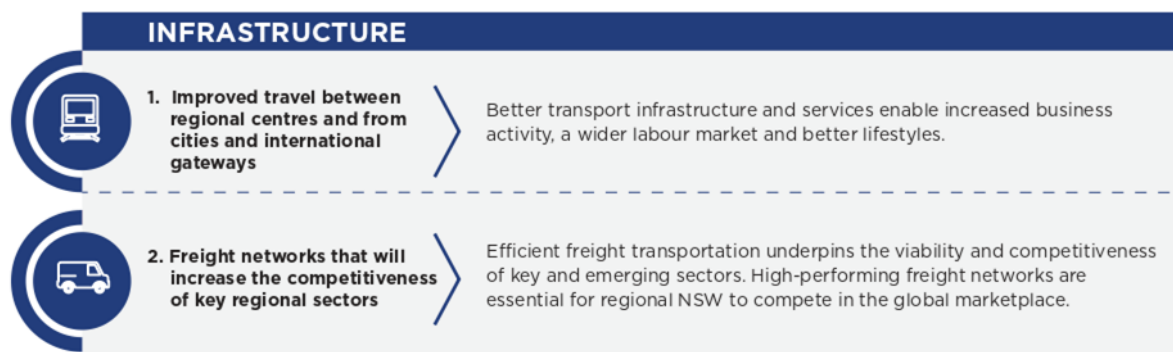 INFRASTRUCTURE
1. Improved travel between
regional centres and from
cities and international
gateways
Better transport infrastructure and services enable increased business
activity, a wider labour market and better lifestyles.
2. Freight networks that will
increase the competitiveness
of key regional sectors
Efficient freight transportation underpins the viability and competitiveness
of key and emerging sectors. High-performing freight networks are
essential for regional NSW to compete in the global marketplace.